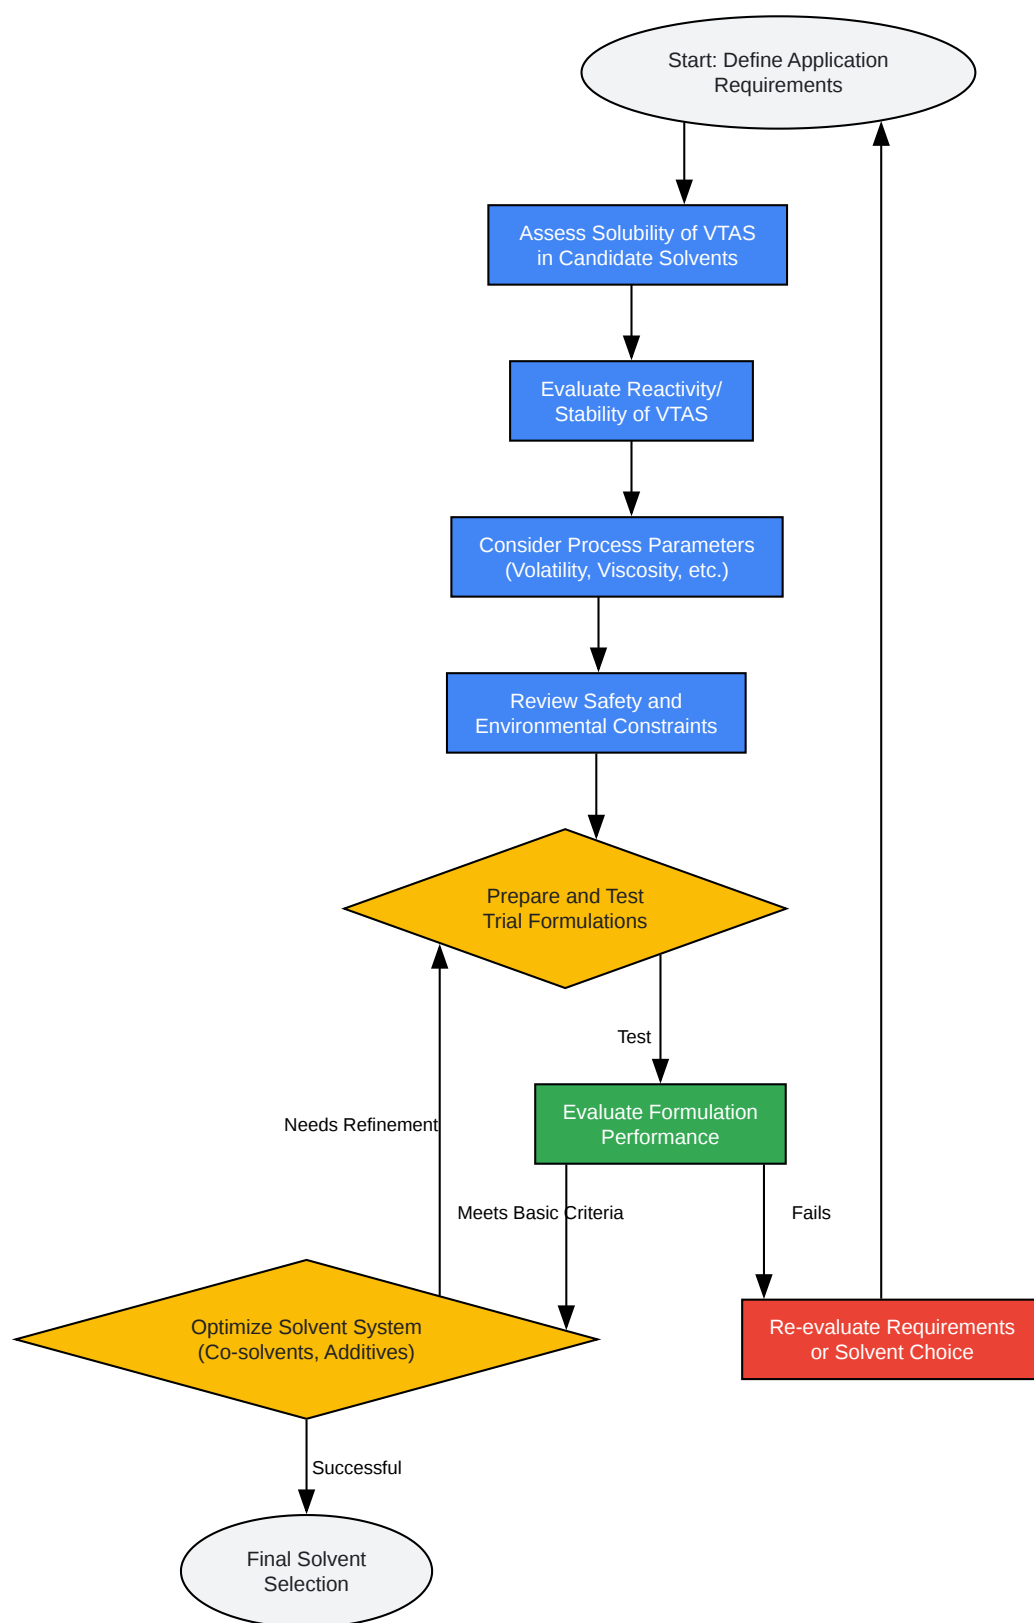 Start: Define Application
Requirements
Assess Solubility of VTAS
in Candidate Solvents
Evaluate Reactivity/
Stability of VTAS
Consider Process Parameters
(Volatility, Viscosity, etc.)
Review Safety and
Environmental Constraints
Prepare and Test
Trial Formulations
Test
Evaluate Formulation
Performance
Needs Refinement
Meets Basic Criteria
Fails
Optimize Solvent System
(Co-solvents, Additives)
Re-evaluate Requirements
or Solvent Choice
Successful
Final Solvent
Selection